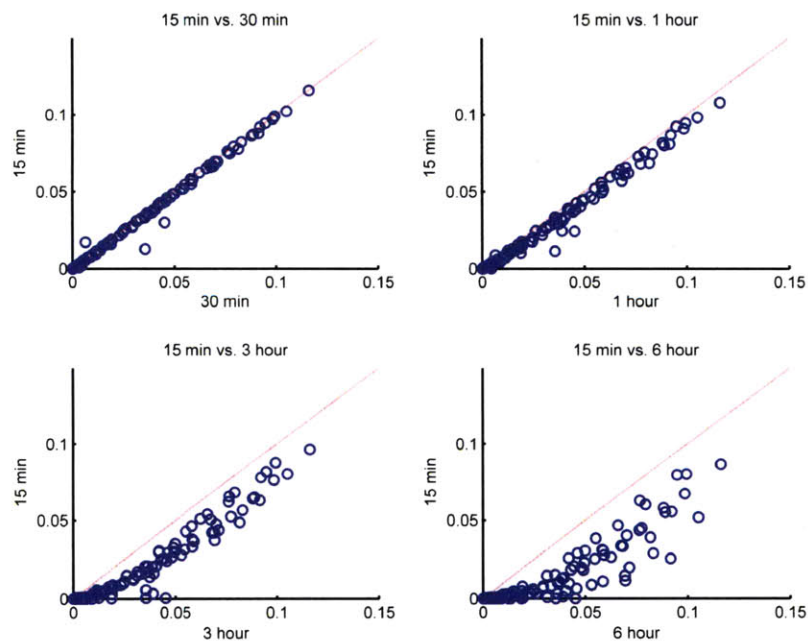 15 min vs. 30 min
15 min
0.1
0.05
0
0 0.05 0.1 0.15
30 min
15 min vs. 1 hour
15 min
0.1
0.05
0
0 0.05 0.1 0.15
1 hour
15 min vs. 3 hour
15 min
0.1
0.05
0
0 0.05 0.1 0.15
3 hour
15 min vs. 6 hour
15 min
0.1
0.05
0
0 0.05 0.1 0.15
6 hour